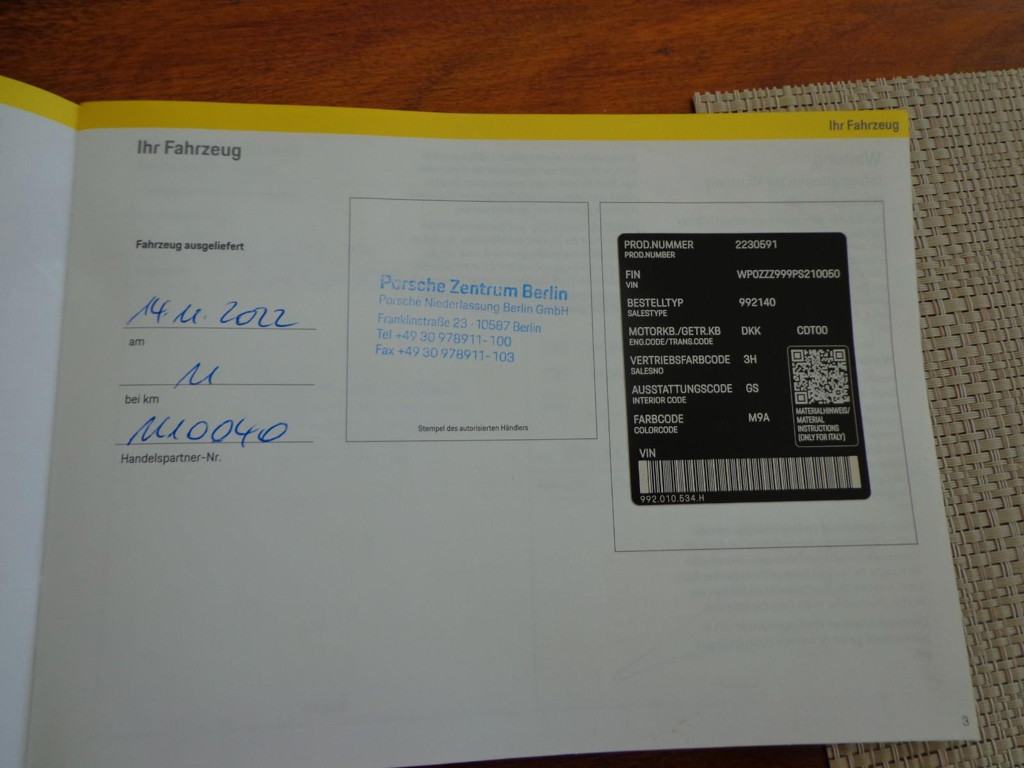 Ihr Fahrzeug
Ihr Fahrzeug
Fahrzeug ausgeliefert
14.11.2022
am
11
bei km
1110040
Handelspartner-Nr.
Porsche Zentrum Berlin
Porsche Niederlassung Berlin GmbH
Franklinstraße 23 · 10587 Berlin
Tel +49 30 978911-100
Fax +49 30 978911-103
Stempel des autorisierten Händlers
PROD.NUMMER 2230591
PROD.NUMBER
FIN WP0ZZZ999PS210050
VIN
BESTELLTYP 992140
SALESTYPE
MOTORKB./GETR.KB DKK CDT00
ENG.CODE/TRANS.CODE
VERTRIEBSFARBCODE 3H
SALESNO
AUSSTATTUNGSCODE GS
INTERIOR CODE
FARBCODE M9A
COLORCODE
MATERIALHINWEIS/
MATERIAL
INSTRUCTIONS
(ONLY FOR ITALY)
VIN
992.010.534.H
3